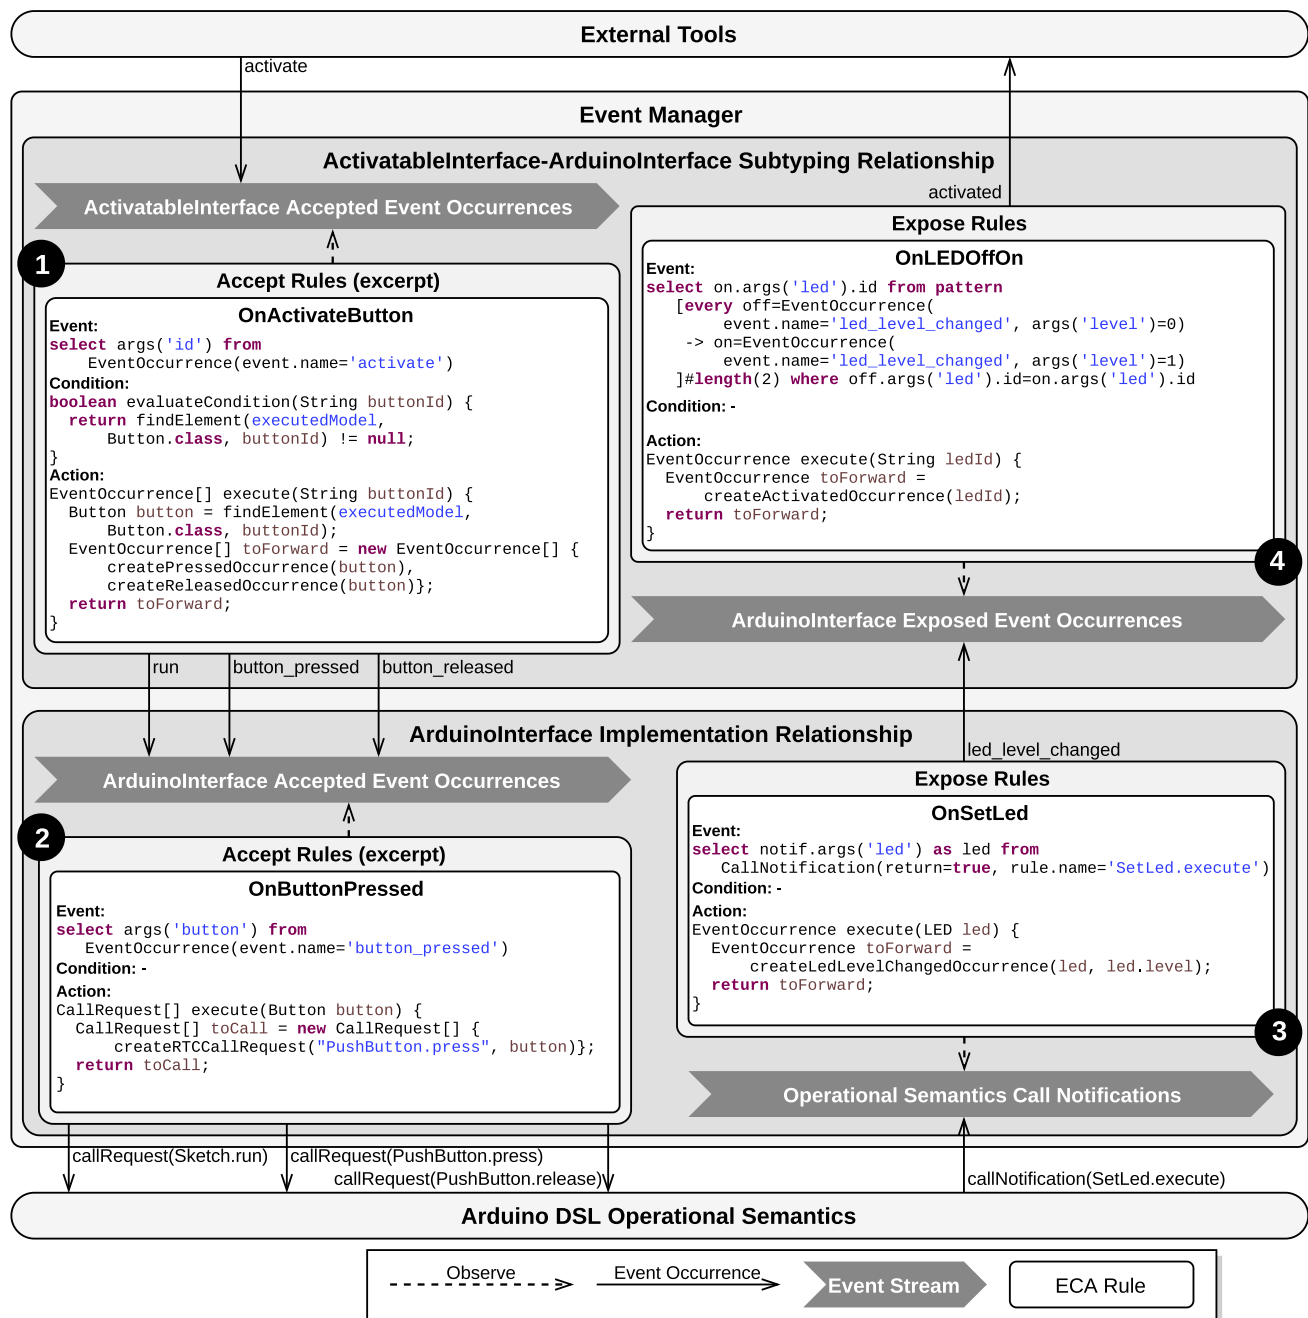 External Tools
activate
Event Manager
ActivatableInterface-ArduinoInterface Subtyping Relationship
activated
ActivatableInterface Accepted Event Occurrences
1
Accept Rules (excerpt)
OnActivateButton
Event:
select args('id') from
EventOccurrence(event.name='activate')
Condition:
boolean evaluateCondition(String buttonId) {
return findElement(executedModel,
Button.class, buttonId) != null;
}
Action:
EventOccurrence[] execute(String buttonId) {
Button button = findElement(executedModel,
Button.class, buttonId);
EventOccurrence[] toForward = new EventOccurrence[] {
createPressedOccurrence(button),
createReleasedOccurrence(button)};
return toForward;
}
Expose Rules
OnLEDOffOn
Event:
select on.args('led').id from pattern
[every off=EventOccurrence(
event.name='led_level_changed', args('level')=0)
-> on=EventOccurrence(
event.name='led_level_changed', args('level')=1)
]#length(2) where off.args('led').id=on.args('led').id
Condition: -
Action:
EventOccurrence execute(String ledId) {
EventOccurrence toForward =
createActivatedOccurrence(ledId);
return toForward;
}
4
ArduinoInterface Exposed Event Occurrences
run
button_pressed
button_released
ArduinoInterface Implementation Relationship
led_level_changed
ArduinoInterface Accepted Event Occurrences
2
Accept Rules (excerpt)
OnButtonPressed
Event:
select args('button') from
EventOccurrence(event.name='button_pressed')
Condition: -
Action:
CallRequest[] execute(Button button) {
CallRequest[] toCall = new CallRequest[] {
createRTCCallRequest("PushButton.press", button)};
return toCall;
}
Expose Rules
OnSetLed
Event:
select notif.args('led') as led from
CallNotification(return=true, rule.name='SetLed.execute')
Condition: -
Action:
EventOccurrence execute(LED led) {
EventOccurrence toForward =
createLedLevelChangedOccurrence(led, led.level);
return toForward;
}
3
Operational Semantics Call Notifications
callRequest(Sketch.run)
callRequest(PushButton.press)
callRequest(PushButton.release)
callNotification(SetLed.execute)
Arduino DSL Operational Semantics
Observe
Event Occurrence
Event Stream
ECA Rule